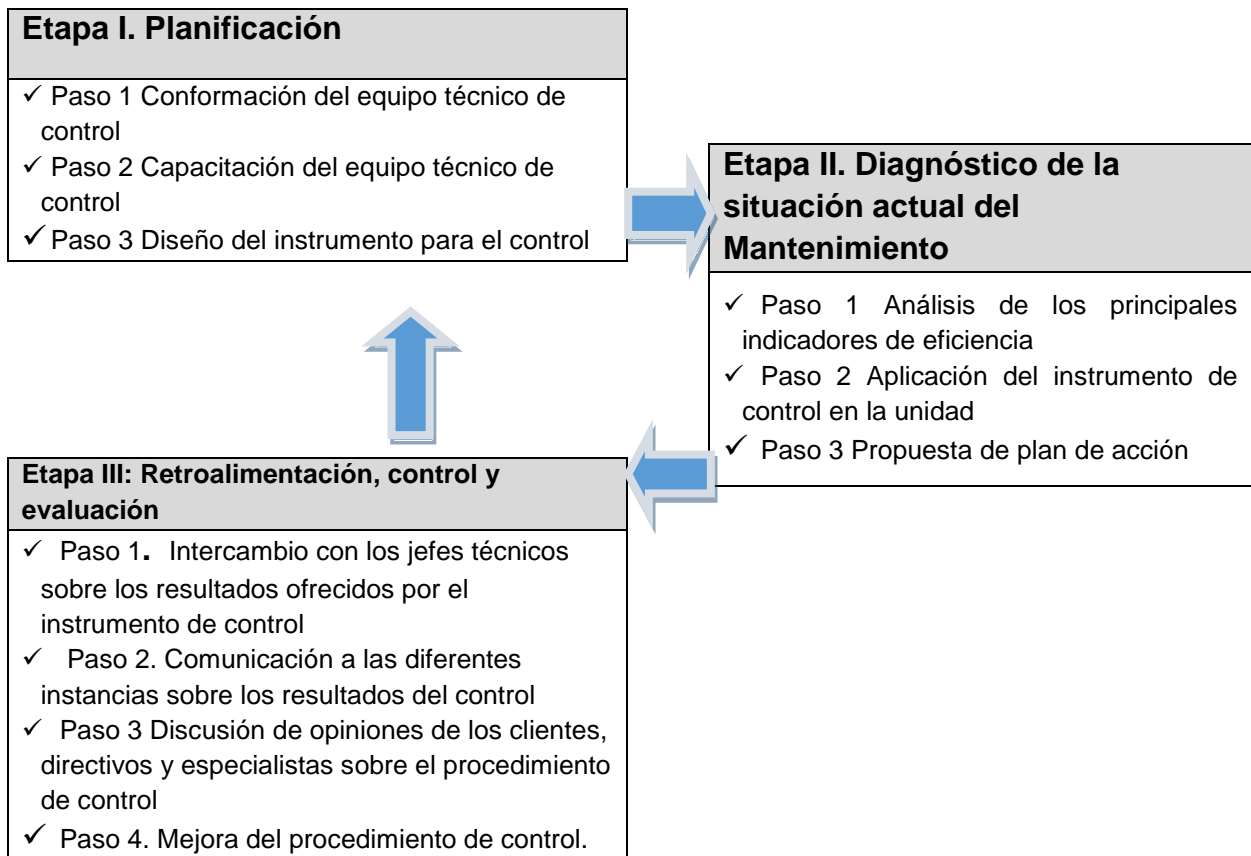 Etapa I. Planificación
✓ Paso 1 Conformación del equipo técnico de
control
✓ Paso 2 Capacitación del equipo técnico de
control
✓ Paso 3 Diseño del instrumento para el control
Etapa II. Diagnóstico de la
situación actual del
Mantenimiento
✓ Paso 1 Análisis de los principales
indicadores de eficiencia
✓ Paso 2 Aplicación del instrumento de
control en la unidad
✓ Paso 3 Propuesta de plan de acción
Etapa III: Retroalimentación, control y
evaluación
✓ Paso 1. Intercambio con los jefes técnicos
sobre los resultados ofrecidos por el
instrumento de control
✓ Paso 2. Comunicación a las diferentes
instancias sobre los resultados del control
✓ Paso 3 Discusión de opiniones de los clientes,
directivos y especialistas sobre el procedimiento
de control
✓ Paso 4. Mejora del procedimiento de control.